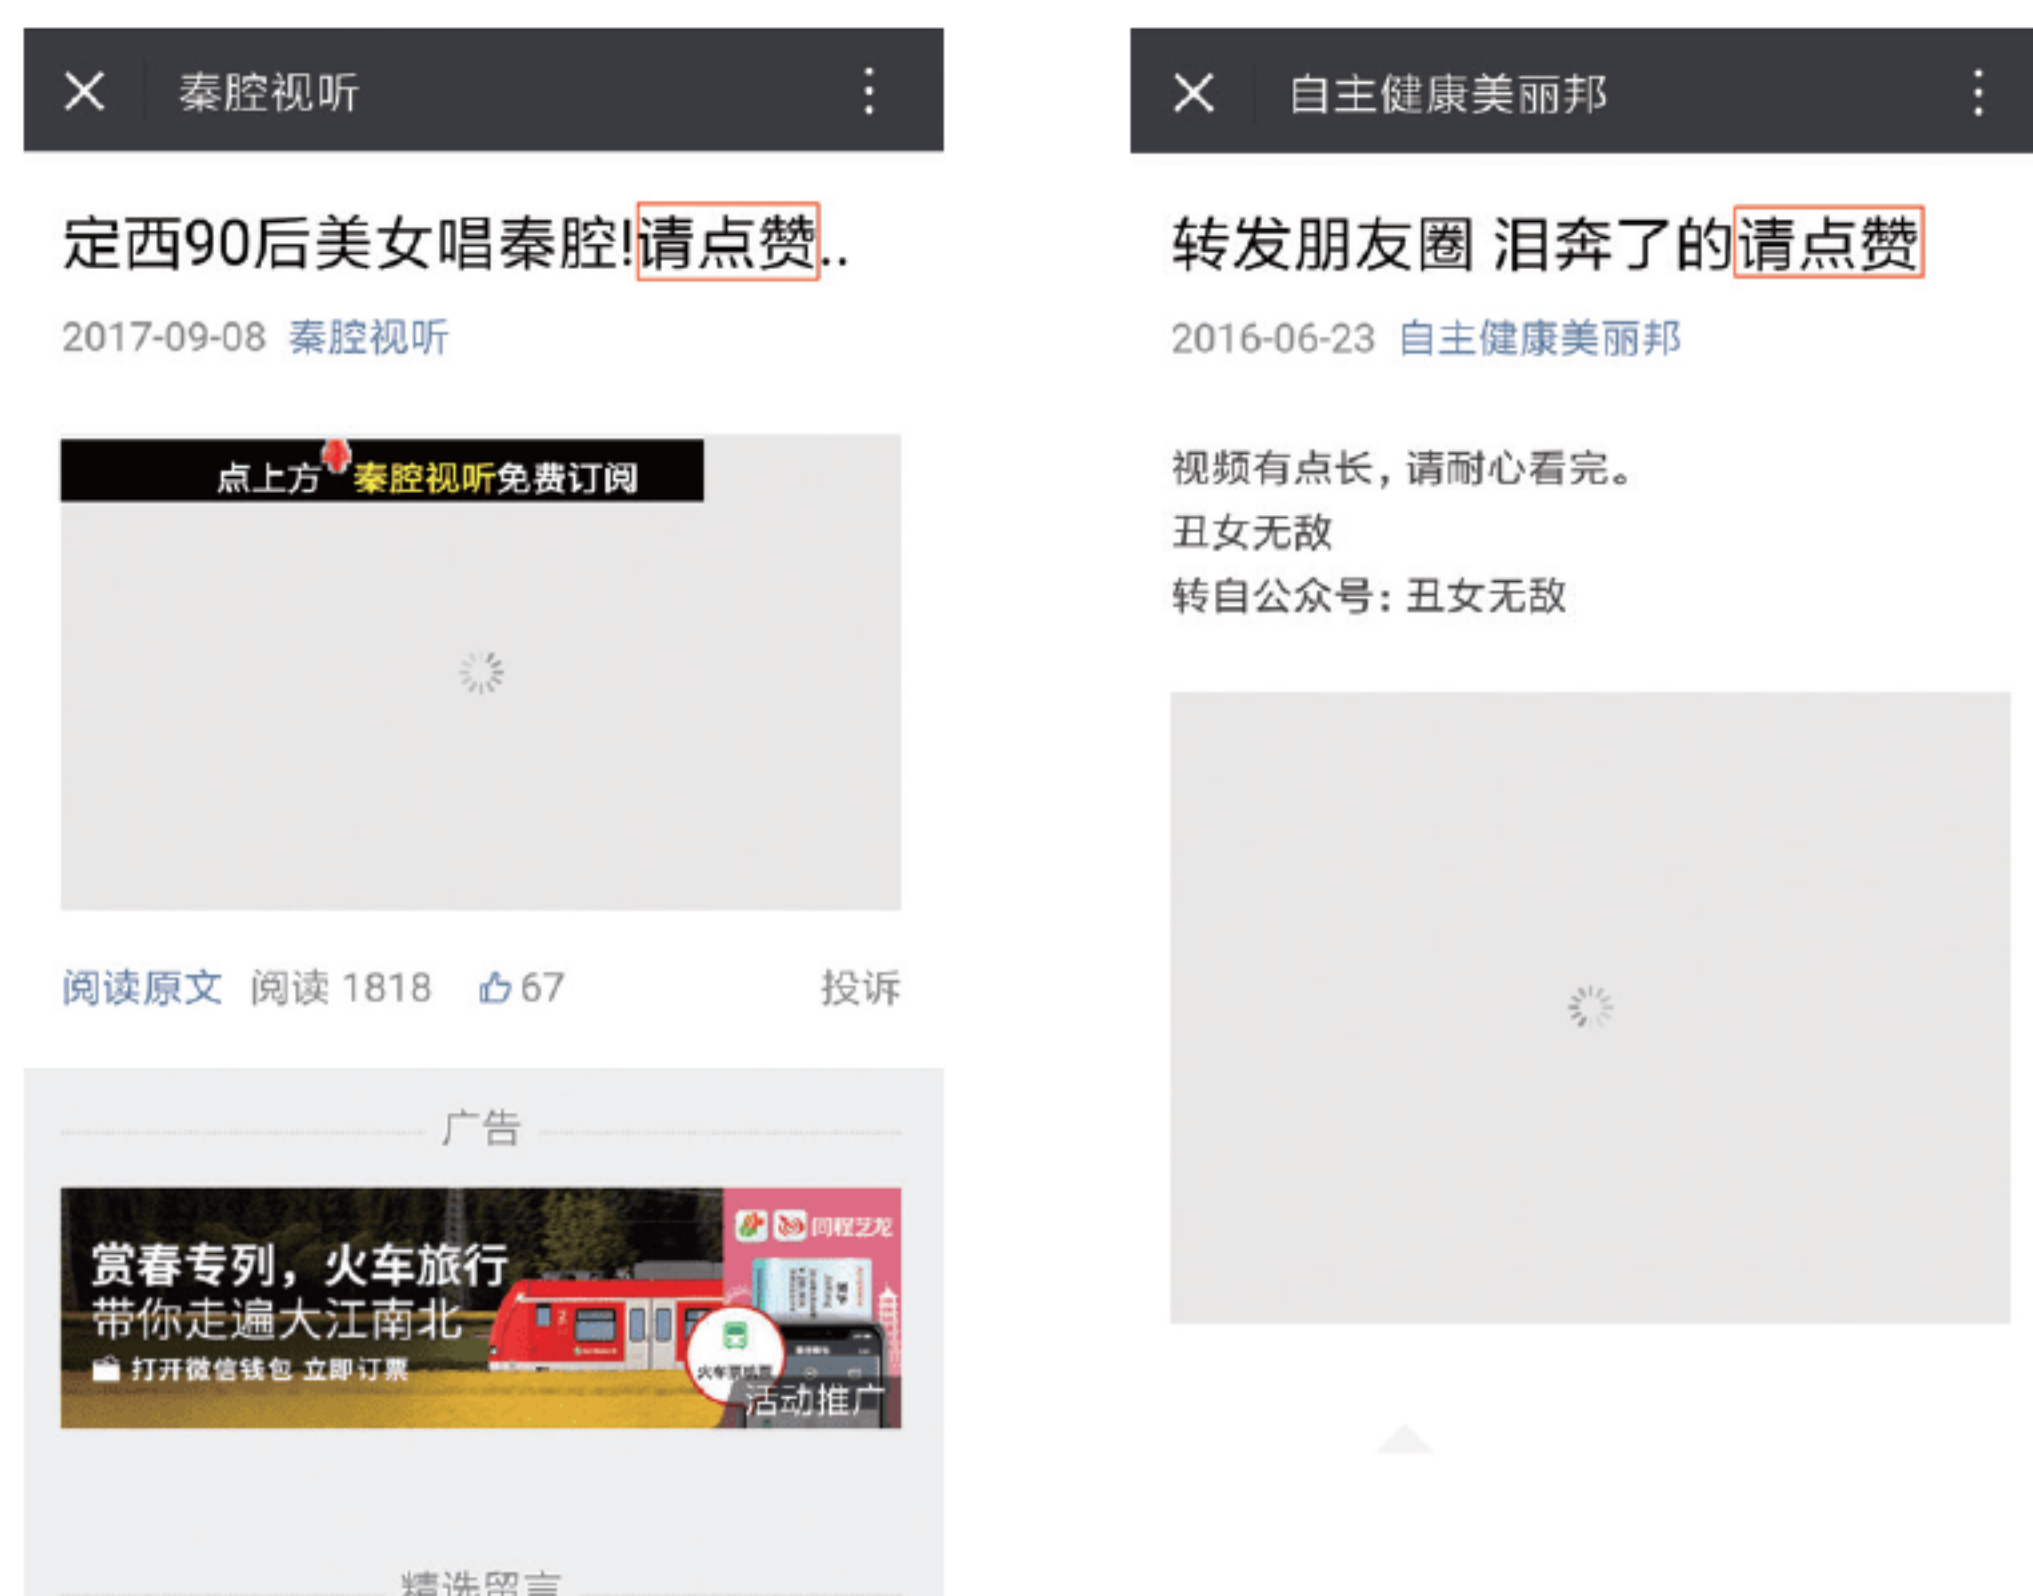 秦腔视听
定西90后美女唱秦腔!请点赞..
2017-09-08 秦腔视听
点上方 秦腔视听免费订阅
阅读原文 阅读 1818 67
投诉
广告
赏春专列，火车旅行
带你走遍大江南北
打开微信钱包 立即订票
同程艺龙
活动推广
精选留言
自主健康美丽邦
转发朋友圈 泪奔了的请点赞
2016-06-23 自主健康美丽邦
视频有点长，请耐心看完。
丑女无敌
转自公众号：丑女无敌